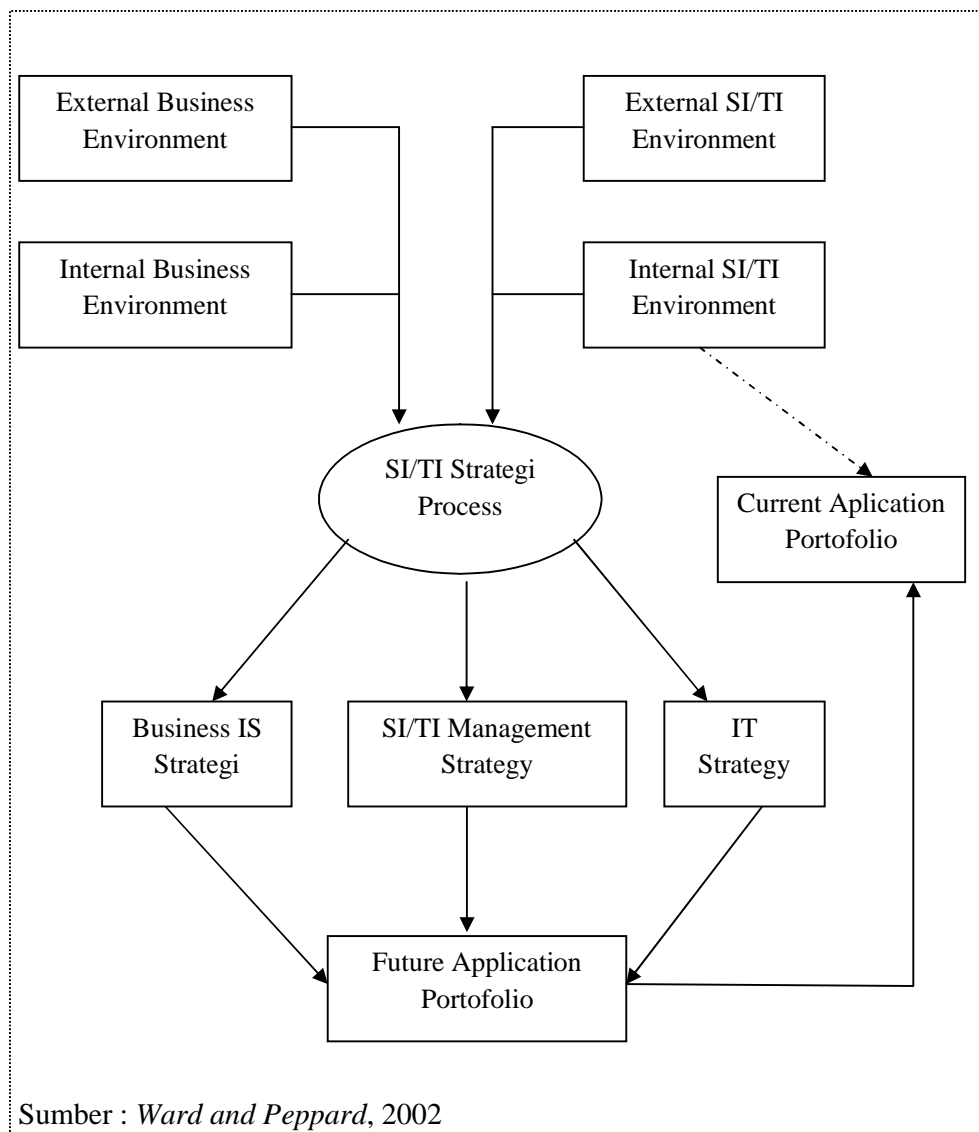 External Business
Environment
External SI/TI
Environment
Internal Business
Environment
Internal SI/TI
Environment
SI/TI Strategi
Process
Current Aplication
Portofolio
Business IS
Strategi
SI/TI Management
Strategy
IT
Strategy
Future Application
Portofolio
Sumber : Ward and Peppard, 2002